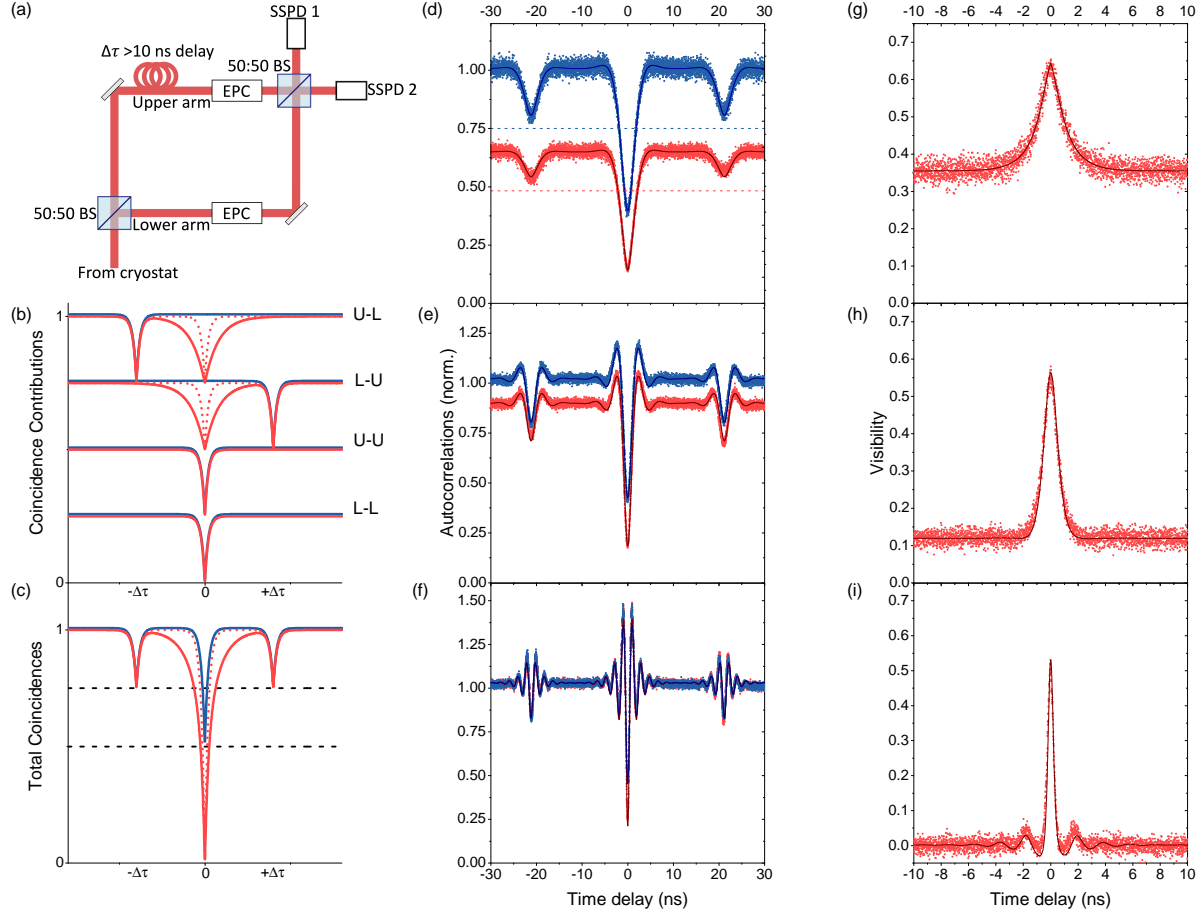 (a)
SSPD 1
Δτ >10 ns delay
50:50 BS
EPC
SSPD 2
Upper arm
50:50 BS
EPC
Lower arm
From cryostat
(b)
Coincidence Contributions
1
U-L
L-U
U-U
L-L
0
-Δτ 0 +Δτ
(c)
Total Coincidences
1
0
-Δτ 0 +Δτ
(d)
-30 -20 -10 0 10 20 30
1.00
0.75
0.50
0.25
0.00
(e)
Autocorrelations (norm.)
1.25
1.00
0.75
0.50
0.25
0.00
(f)
1.50
1.25
1.00
0.75
0.50
0.25
0.00
-30 -20 -10 0 10 20 30
Time delay (ns)
(g)
-10 -8 -6 -4 -2 0 2 4 6 8 10
0.7
0.6
0.5
0.4
0.3
0.2
0.1
0.0
(h)
Visibility
0.7
0.6
0.5
0.4
0.3
0.2
0.1
0.0
(i)
0.7
0.6
0.5
0.4
0.3
0.2
0.1
0.0
-10 -8 -6 -4 -2 0 2 4 6 8 10
Time delay (ns)